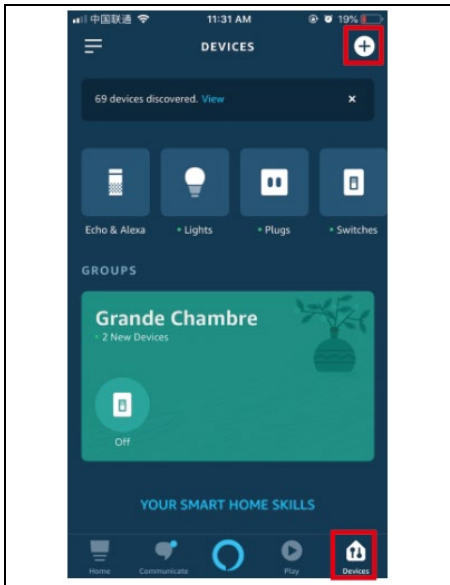 中国联通 11:31 AM 19%
DEVICES
69 devices discovered. View ×
Echo & Alexa • Lights • Plugs • Switches
GROUPS
Grande Chambre
• 2 New Devices
Off
YOUR SMART HOME SKILLS
Home Communicate Play Devices